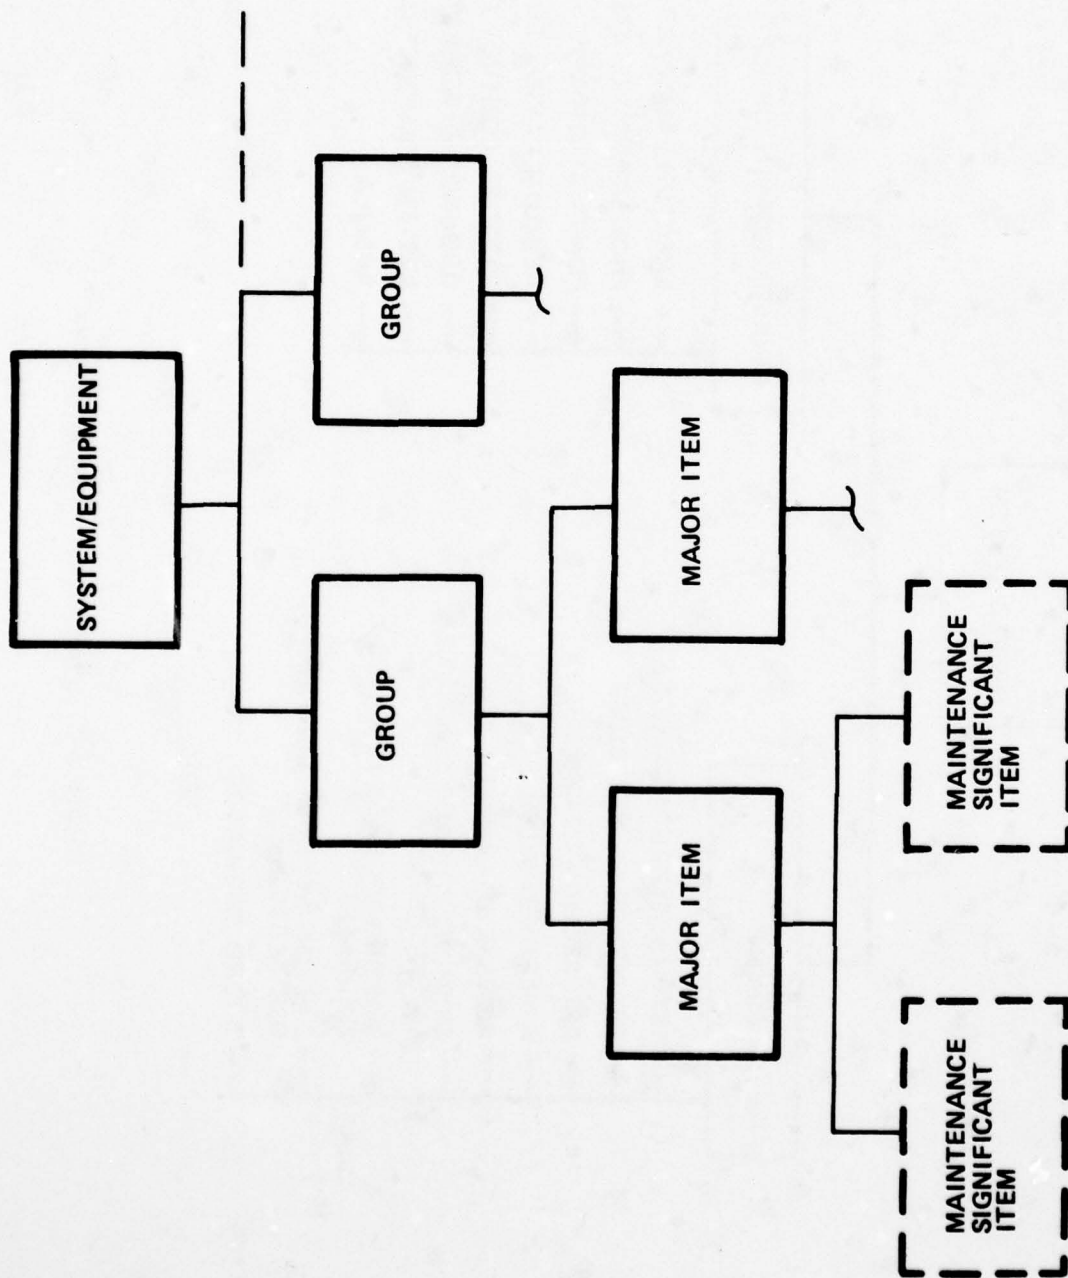 SYSTEM/EQUIPMENT
GROUP
GROUP
MAJOR ITEM
MAJOR ITEM
MAINTENANCE
SIGNIFICANT
ITEM
MAINTENANCE
SIGNIFICANT
ITEM